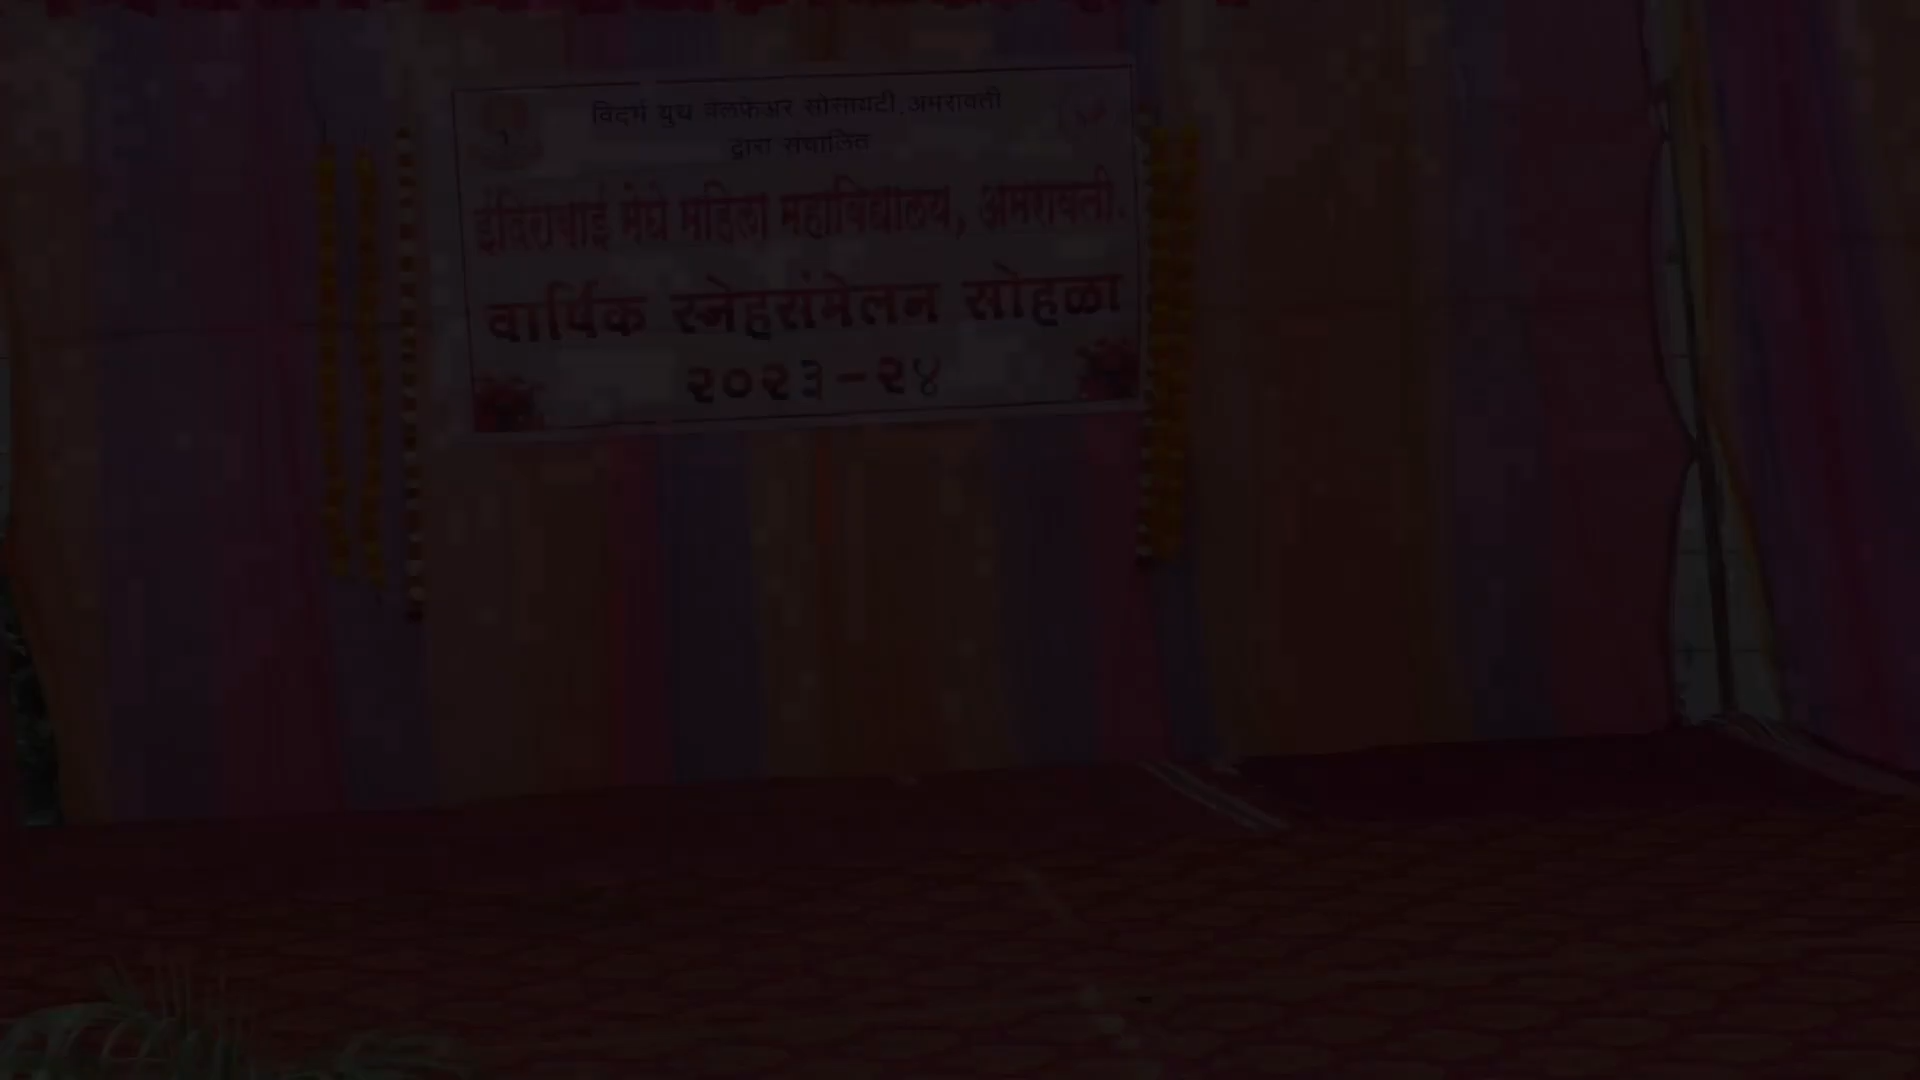 विदर्भ युथ वेलफेअर सोसायटी.अमरावती
द्वारा संचालित
इंदिराबाई मेघे महिला महाविद्यालय, अमरावती.
वार्षिक स्नेहसंमेलन सोहळा
२०२३-२४